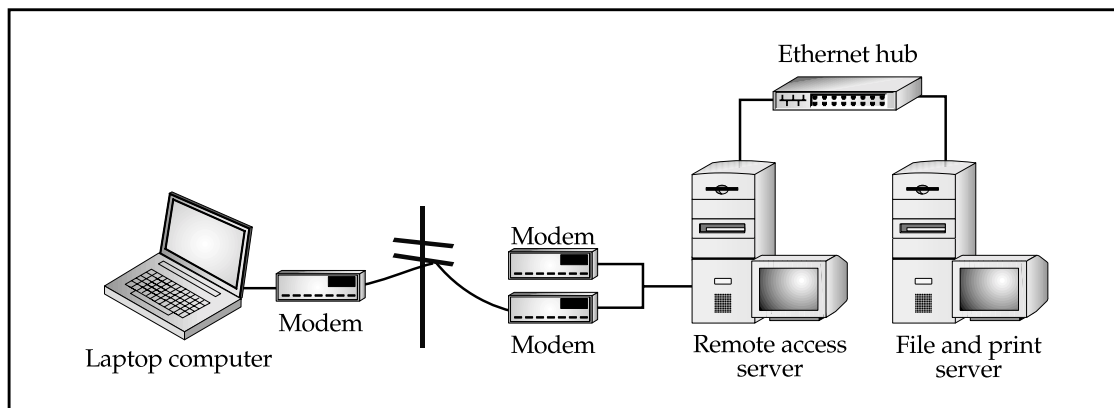 Ethernet hub
Modem
Modem
Modem
Laptop computer
Remote access
server
File and print
server